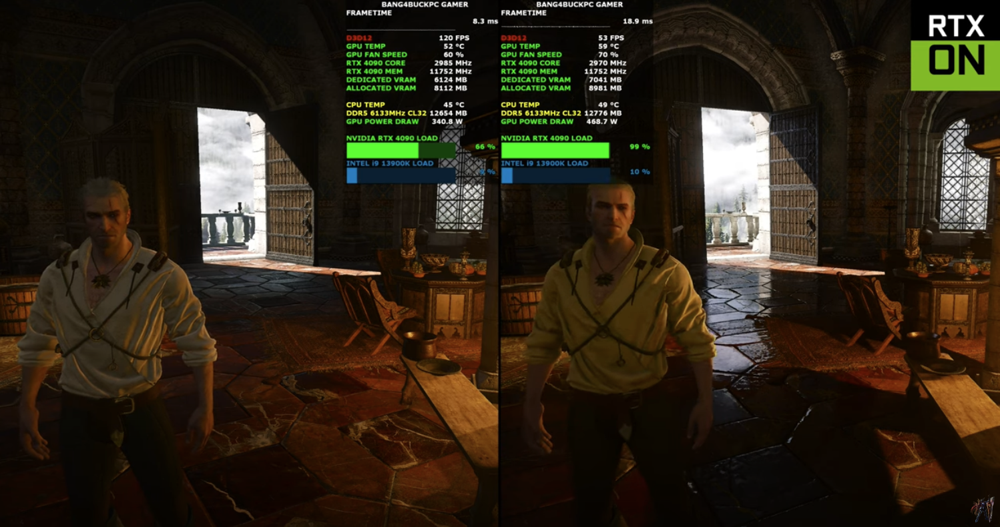 BANG4BUCKPC GAMER
FRAMETIME
8.3 ms
D3D12 120 FPS
GPU TEMP 52 °C
GPU FAN SPEED 60 %
RTX 4090 CORE 2985 MHz
RTX 4090 MEM 11752 MHz
DEDICATED VRAM 6124 MB
ALLOCATED VRAM 8112 MB
CPU TEMP 45 °C
DDR5 6133MHz CL32 12654 MB
GPU POWER DRAW 340.8 W
NVIDIA RTX 4090 LOAD
66 %
INTEL i9 13900K LOAD
9 %
BANG4BUCKPC GAMER
FRAMETIME
18.9 ms
D3D12 53 FPS
GPU TEMP 59 °C
GPU FAN SPEED 70 %
RTX 4090 CORE 2970 MHz
RTX 4090 MEM 11752 MHz
DEDICATED VRAM 7041 MB
ALLOCATED VRAM 8981 MB
CPU TEMP 49 °C
DDR5 6133MHz CL32 12776 MB
GPU POWER DRAW 468.7 W
NVIDIA RTX 4090 LOAD
99 %
INTEL i9 13900K LOAD
10 %
RTX
ON